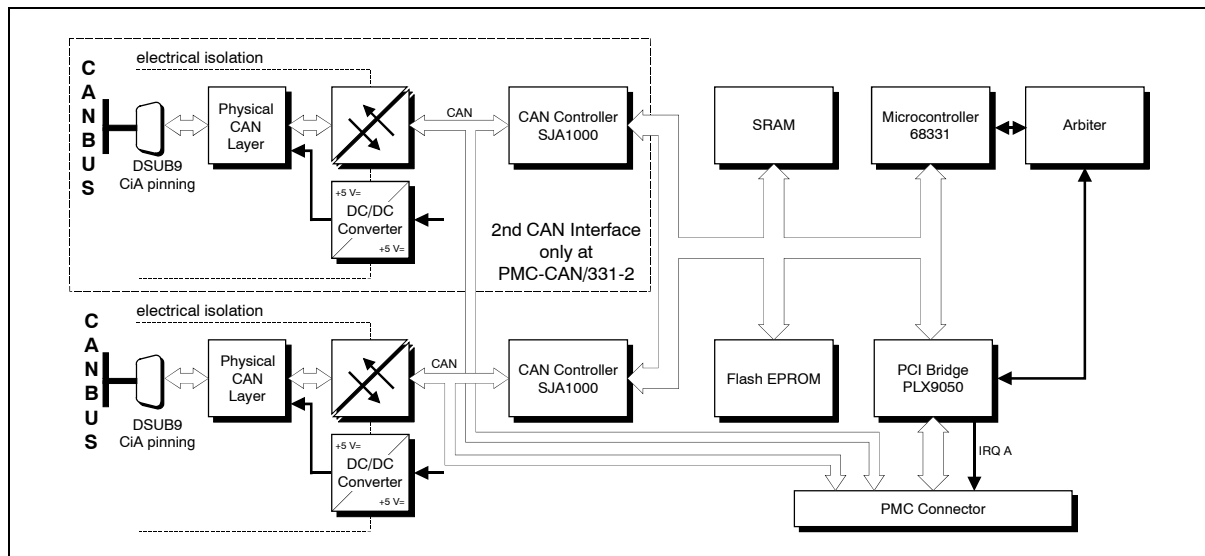 electrical isolation
C
A
N
B
U
S
DSUB9
CiA pinning
Physical
CAN
Layer
+5 V=
DC/DC
Converter
+5 V=
CAN
CAN Controller
SJA1000
2nd CAN Interface
only at
PMC-CAN/331-2
SRAM
Microcontroller
68331
Arbiter
electrical isolation
C
A
N
B
U
S
DSUB9
CiA pinning
Physical
CAN
Layer
+5 V=
DC/DC
Converter
+5 V=
CAN
CAN Controller
SJA1000
Flash EPROM
PCI Bridge
PLX9050
IRQ A
PMC Connector